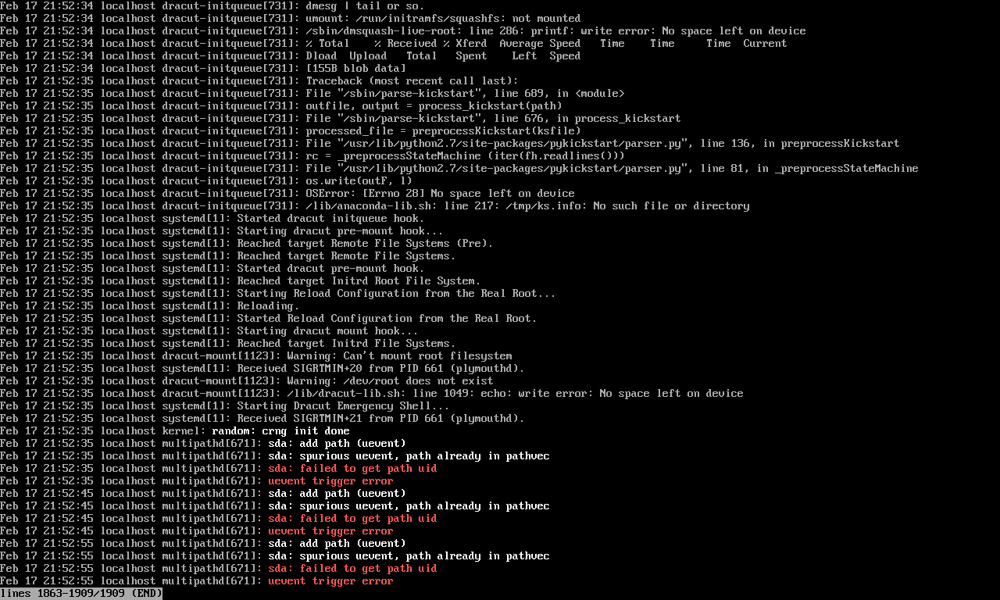 Feb 17 21:52:34 localhost dracut-initqueue[731]: dmesg | tail or so.
Feb 17 21:52:34 localhost dracut-initqueue[731]: umount: /run/initramfs/squashfs: not mounted
Feb 17 21:52:34 localhost dracut-initqueue[731]: /sbin/dmsquash-live-root: line 286: printf: write error: No space left on device
Feb 17 21:52:34 localhost dracut-initqueue[731]: % Total    % Received % Xferd  Average Speed   Time    Time     Time  Current
Feb 17 21:52:34 localhost dracut-initqueue[731]: Dload  Upload   Total   Spent    Left  Speed
Feb 17 21:52:34 localhost dracut-initqueue[731]: [155B blob data]
Feb 17 21:52:35 localhost dracut-initqueue[731]: Traceback (most recent call last):
Feb 17 21:52:35 localhost dracut-initqueue[731]: File "/sbin/parse-kickstart", line 689, in <module>
Feb 17 21:52:35 localhost dracut-initqueue[731]: outfile, output = process_kickstart(path)
Feb 17 21:52:35 localhost dracut-initqueue[731]: File "/sbin/parse-kickstart", line 676, in process_kickstart
Feb 17 21:52:35 localhost dracut-initqueue[731]: processed_file = preprocessKickstart(ksfile)
Feb 17 21:52:35 localhost dracut-initqueue[731]: File "/usr/lib/python2.7/site-packages/pykickstart/parser.py", line 136, in preprocessKickstart
Feb 17 21:52:35 localhost dracut-initqueue[731]: rc = _preprocessStateMachine (iter(fh.readlines()))
Feb 17 21:52:35 localhost dracut-initqueue[731]: File "/usr/lib/python2.7/site-packages/pykickstart/parser.py", line 81, in _preprocessStateMachine
Feb 17 21:52:35 localhost dracut-initqueue[731]: os.write(outF, l)
Feb 17 21:52:35 localhost dracut-initqueue[731]: OSError: [Errno 28] No space left on device
Feb 17 21:52:35 localhost dracut-initqueue[731]: /lib/anaconda-lib.sh: line 217: /tmp/ks.info: No such file or directory
Feb 17 21:52:35 localhost systemd[1]: Started dracut initqueue hook.
Feb 17 21:52:35 localhost systemd[1]: Starting dracut pre-mount hook...
Feb 17 21:52:35 localhost systemd[1]: Reached target Remote File Systems (Pre).
Feb 17 21:52:35 localhost systemd[1]: Reached target Remote File Systems.
Feb 17 21:52:35 localhost systemd[1]: Started dracut pre-mount hook.
Feb 17 21:52:35 localhost systemd[1]: Reached target Initrd Root File System.
Feb 17 21:52:35 localhost systemd[1]: Starting Reload Configuration from the Real Root...
Feb 17 21:52:35 localhost systemd[1]: Reloading.
Feb 17 21:52:35 localhost systemd[1]: Started Reload Configuration from the Real Root.
Feb 17 21:52:35 localhost systemd[1]: Starting dracut mount hook...
Feb 17 21:52:35 localhost systemd[1]: Reached target Initrd File Systems.
Feb 17 21:52:35 localhost dracut-mount[1123]: Warning: Can't mount root filesystem
Feb 17 21:52:35 localhost systemd[1]: Received SIGRTMIN+20 from PID 661 (plymouthd).
Feb 17 21:52:35 localhost dracut-mount[1123]: Warning: /dev/root does not exist
Feb 17 21:52:35 localhost dracut-mount[1123]: /lib/dracut-lib.sh: line 1049: echo: write error: No space left on device
Feb 17 21:52:35 localhost systemd[1]: Starting Dracut Emergency Shell...
Feb 17 21:52:35 localhost systemd[1]: Received SIGRTMIN+21 from PID 661 (plymouthd).
Feb 17 21:52:35 localhost kernel: random: crng init done
Feb 17 21:52:35 localhost multipathd[671]: sda: add path (uevent)
Feb 17 21:52:35 localhost multipathd[671]: sda: spurious uevent, path already in pathvec
Feb 17 21:52:35 localhost multipathd[671]: sda: failed to get path uid
Feb 17 21:52:35 localhost multipathd[671]: uevent trigger error
Feb 17 21:52:45 localhost multipathd[671]: sda: add path (uevent)
Feb 17 21:52:45 localhost multipathd[671]: sda: spurious uevent, path already in pathvec
Feb 17 21:52:45 localhost multipathd[671]: sda: failed to get path uid
Feb 17 21:52:45 localhost multipathd[671]: uevent trigger error
Feb 17 21:52:55 localhost multipathd[671]: sda: add path (uevent)
Feb 17 21:52:55 localhost multipathd[671]: sda: spurious uevent, path already in pathvec
Feb 17 21:52:55 localhost multipathd[671]: sda: failed to get path uid
Feb 17 21:52:55 localhost multipathd[671]: uevent trigger error
lines 1863-1909/1909 (END)